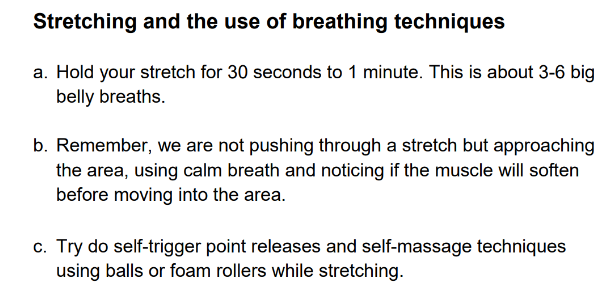 Stretching and the use of breathing techniques
a. Hold your stretch for 30 seconds to 1 minute. This is about 3-6 big
belly breaths.
b. Remember, we are not pushing through a stretch but approaching
the area, using calm breath and noticing if the muscle will soften
before moving into the area.
c. Try do self-trigger point releases and self-massage techniques
using balls or foam rollers while stretching.